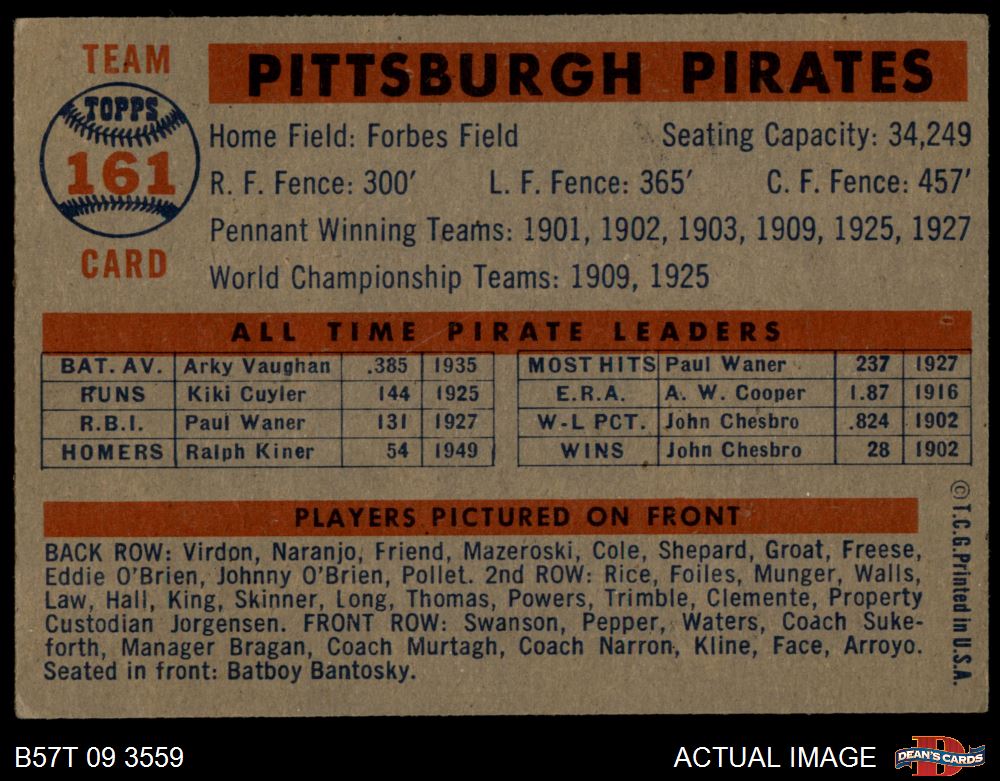 TEAM
TOPPS
161
CARD
PITTSBURGH PIRATES
Home Field: Forbes Field Seating Capacity: 34,249
R. F. Fence: 300′ L. F. Fence: 365′ C. F. Fence: 457′
Pennant Winning Teams: 1901, 1902, 1903, 1909, 1925, 1927
World Championship Teams: 1909, 1925
ALL TIME PIRATE LEADERS
BAT. AV. Arky Vaughan .385 1935 MOST HITS Paul Waner 237 1927
RUNS Kiki Cuyler 144 1925 E.R.A. A. W. Cooper 1.87 1916
R.B.I. Paul Waner 131 1927 W-L PCT. John Chesbro .824 1902
HOMERS Ralph Kiner 54 1949 WINS John Chesbro 28 1902
PLAYERS PICTURED ON FRONT
BACK ROW: Virdon, Naranjo, Friend, Mazeroski, Cole, Shepard, Groat, Freese,
Eddie O'Brien, Johnny O'Brien, Pollet. 2nd ROW: Rice, Foiles, Munger, Walls,
Law, Hall, King, Skinner, Long, Thomas, Powers, Trimble, Clemente, Property
Custodian Jorgensen. FRONT ROW: Swanson, Pepper, Waters, Coach Suke-
forth, Manager Bragan, Coach Murtagh, Coach Narron, Kline, Face, Arroyo.
Seated in front: Batboy Bantosky.
© T.C.G. Printed in U.S.A.
B57T 09 3559 ACTUAL IMAGE
D
DEAN'S CARDS